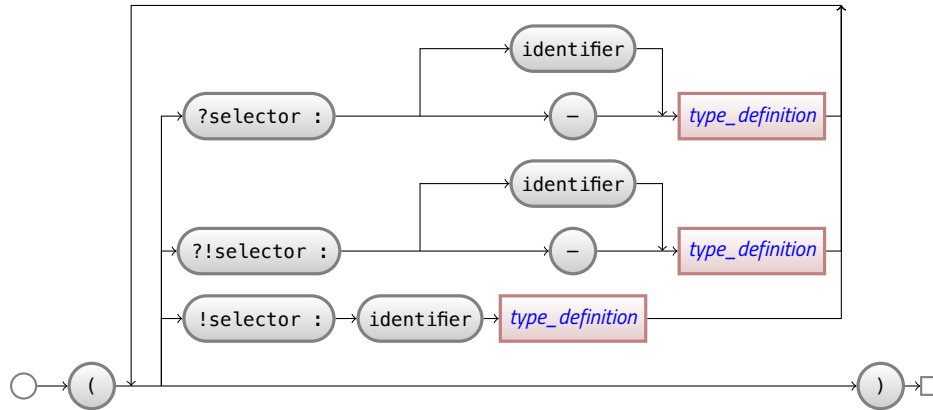 identifier
?selector : – type_definition
identifier
?!selector : – type_definition
!selector : identifier type_definition
( )